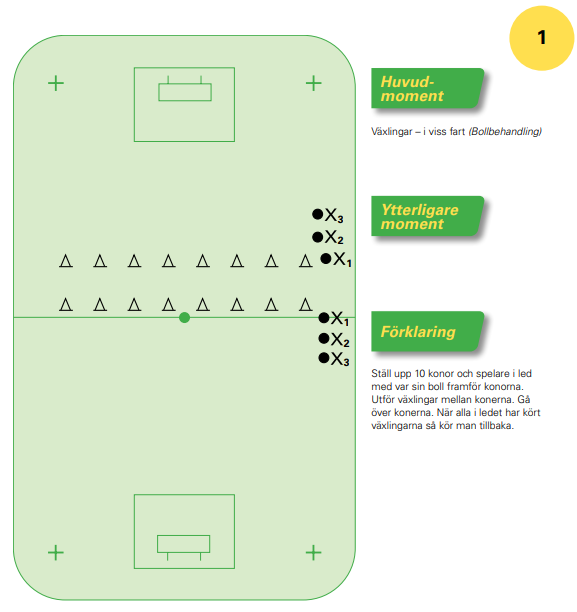 1
Huvud-
moment
Växlingar – i viss fart (Bollbehandling)
Ytterligare
moment
Förklaring
Ställ upp 10 konor och spelare i led
med var sin boll framför konorna.
Utför växlingar mellan konerna. Gå
över konerna. När alla i ledet har kört
växlingarna så kör man tillbaka.
X3
X2
X1
X1
X2
X3